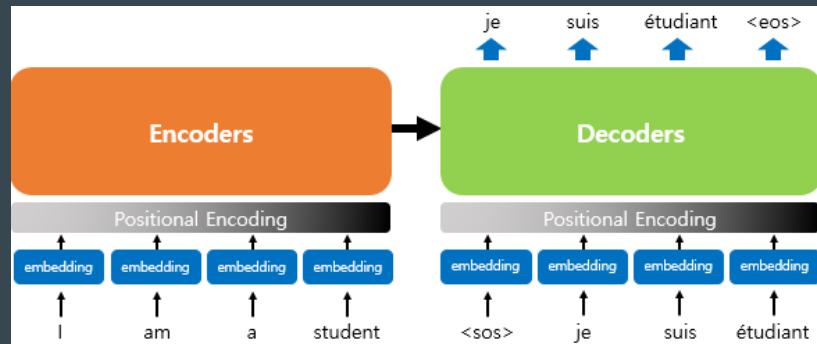 je suis étudiant <eos>
Encoders
Decoders
Positional Encoding
Positional Encoding
embedding embedding embedding embedding
embedding embedding embedding embedding
I am a student
<sos> je suis étudiant